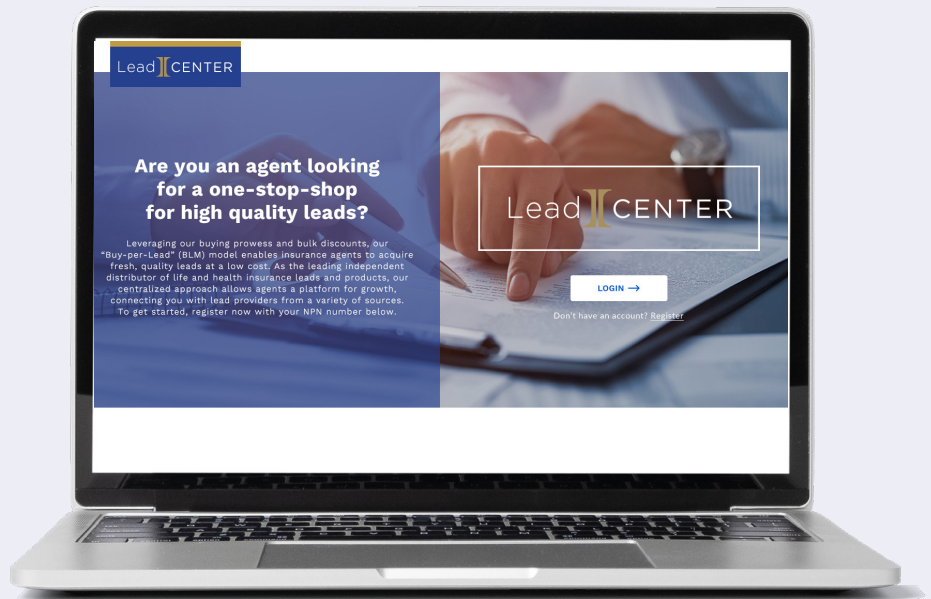 Lead CENTER
Are you an agent looking
for a one-stop-shop
for high quality leads?
Leveraging our buying prowess and bulk discounts, our
“Buy-per-Lead” (BLM) model enables insurance agents to acquire
fresh, quality leads at a low cost. As the leading independent
distributor of life and health insurance leads and products, our
centralized approach allows agents a platform for growth,
connecting you with lead providers from a variety of sources.
To get started, register now with your NPN number below.
Lead CENTER
LOGIN →
Don't have an account? Register